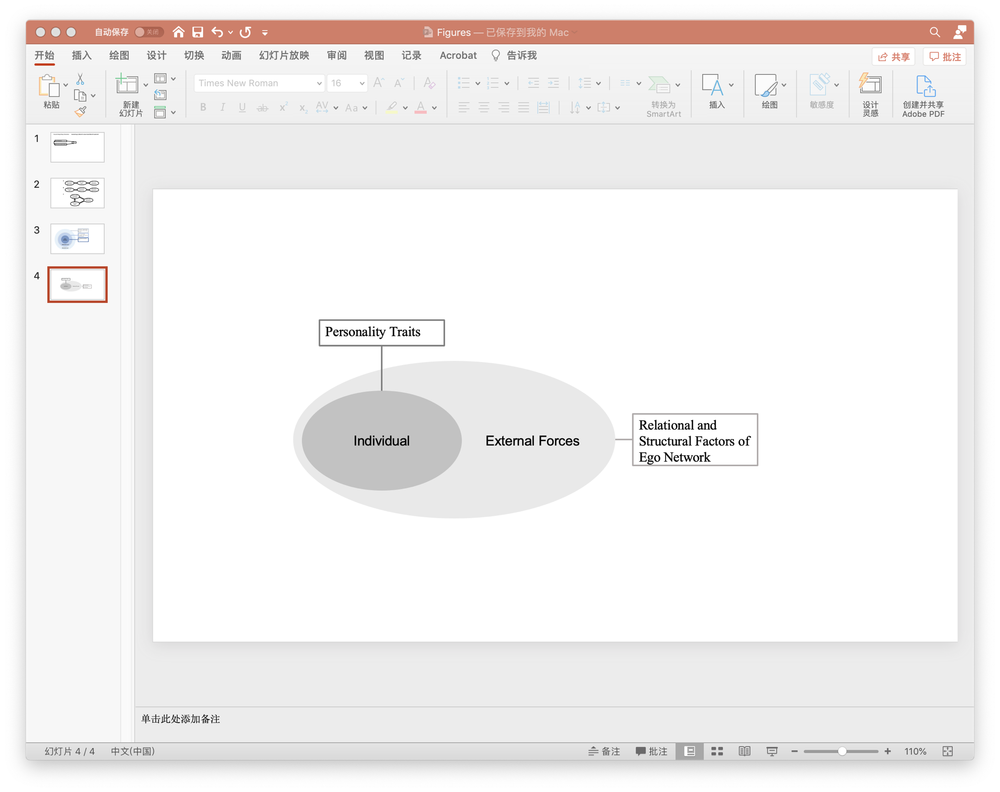 自动保存 关闭
Figures — 已保存到我的 Mac
开始 插入 绘图 设计 切换 动画 幻灯片放映 审阅 视图 记录 Acrobat 告诉我
共享 批注
粘贴
新建
幻灯片
Times New Roman 16
转换为
SmartArt
插入
绘图
敏感度
设计
灵感
创建并共享
Adobe PDF
1
2
3
4
Personality Traits
Individual
External Forces
Relational and
Structural Factors of
Ego Network
单击此处添加备注
幻灯片 4 / 4 中文(中国)
备注 批注 110%